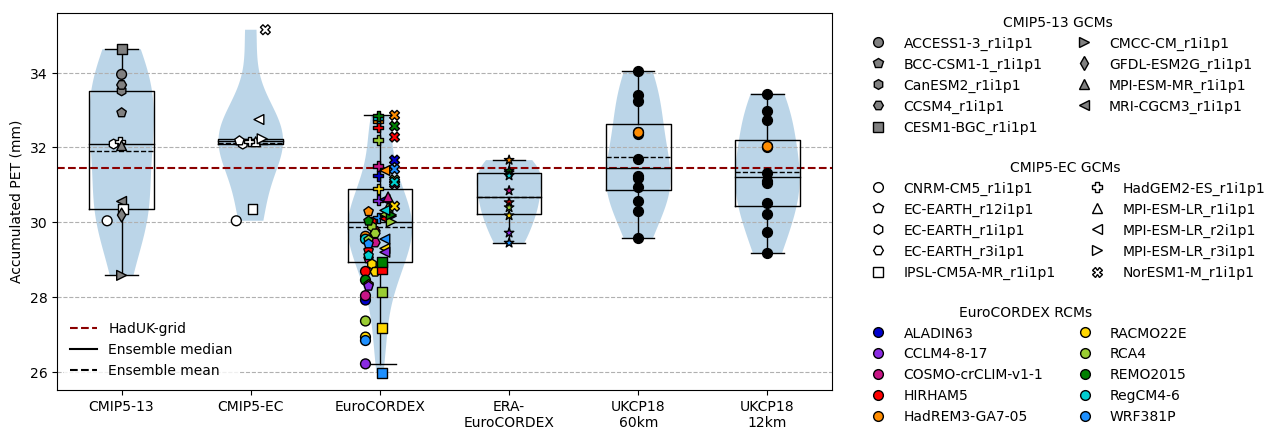 Accumulated PET (mm)
34
32
30
28
26
HadUK-grid
Ensemble median
Ensemble mean
CMIP5-13
CMIP5-EC
EuroCORDEX
ERA-
EuroCORDEX
UKCP18
60km
UKCP18
12km
CMIP5-13 GCMs
ACCESS1-3_r1i1p1
BCC-CSM1-1_r1i1p1
CanESM2_r1i1p1
CCSM4_r1i1p1
CESM1-BGC_r1i1p1
CMCC-CM_r1i1p1
GFDL-ESM2G_r1i1p1
MPI-ESM-MR_r1i1p1
MRI-CGCM3_r1i1p1
CMIP5-EC GCMs
CNRM-CM5_r1i1p1
EC-EARTH_r12i1p1
EC-EARTH_r1i1p1
EC-EARTH_r3i1p1
IPSL-CM5A-MR_r1i1p1
HadGEM2-ES_r1i1p1
MPI-ESM-LR_r1i1p1
MPI-ESM-LR_r2i1p1
MPI-ESM-LR_r3i1p1
NorESM1-M_r1i1p1
EuroCORDEX RCMs
ALADIN63
CCLM4-8-17
COSMO-crCLIM-v1-1
HIRHAM5
HadREM3-GA7-05
RACMO22E
RCA4
REMO2015
RegCM4-6
WRF381P